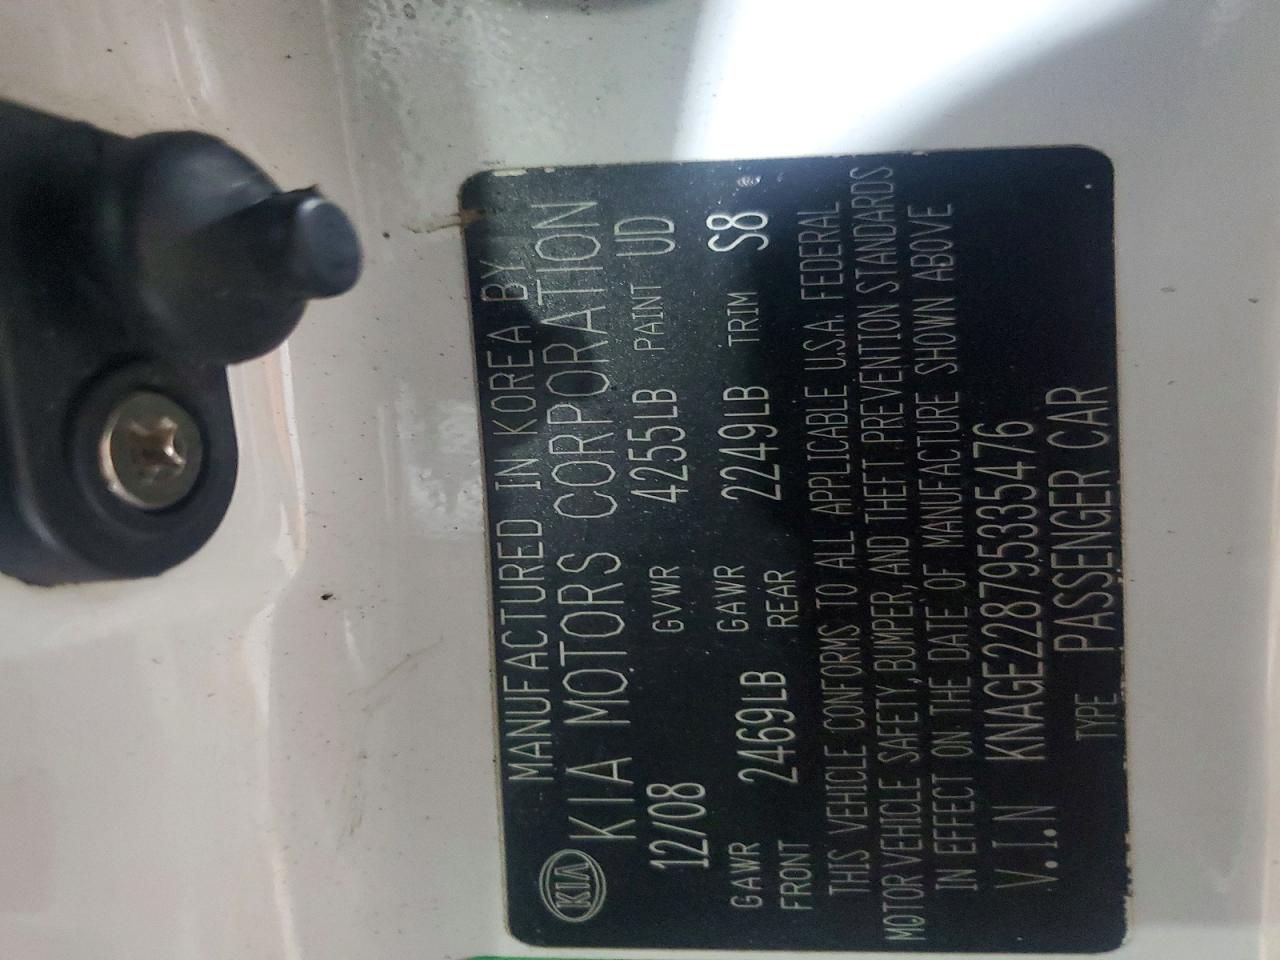 MANUFACTURED IN KOREA BY
KIA KIA MOTORS CORPORATION
12/08 GVWR 4255LB PAINT UD
GAWR FRONT 2469LB GAWR REAR 2249LB TRIM S8
THIS VEHICLE CONFORMS TO ALL APPLICABLE U.S.A. FEDERAL
MOTOR VEHICLE SAFETY, BUMPER, AND THEFT PREVENTION STANDARDS
IN EFFECT ON THE DATE OF MANUFACTURE SHOWN ABOVE
V.I.N KNAGE228795335476
TYPE PASSENGER CAR